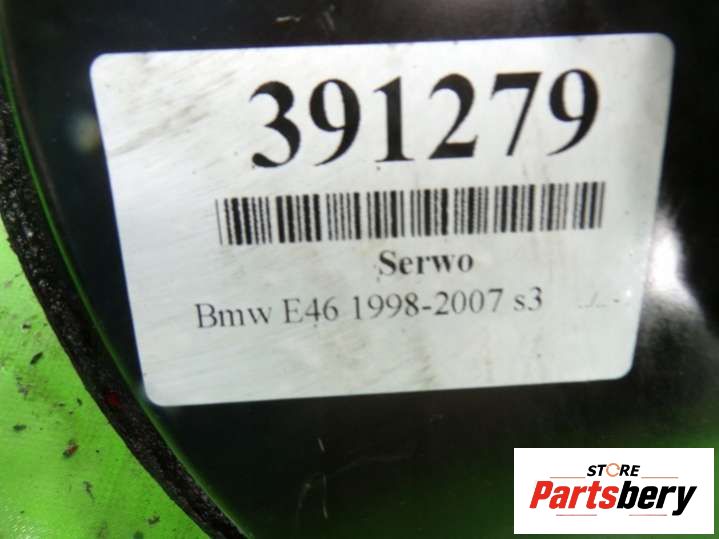 391279
Serwo
Bmw E46 1998-2007 s3
STORE
Partsbery